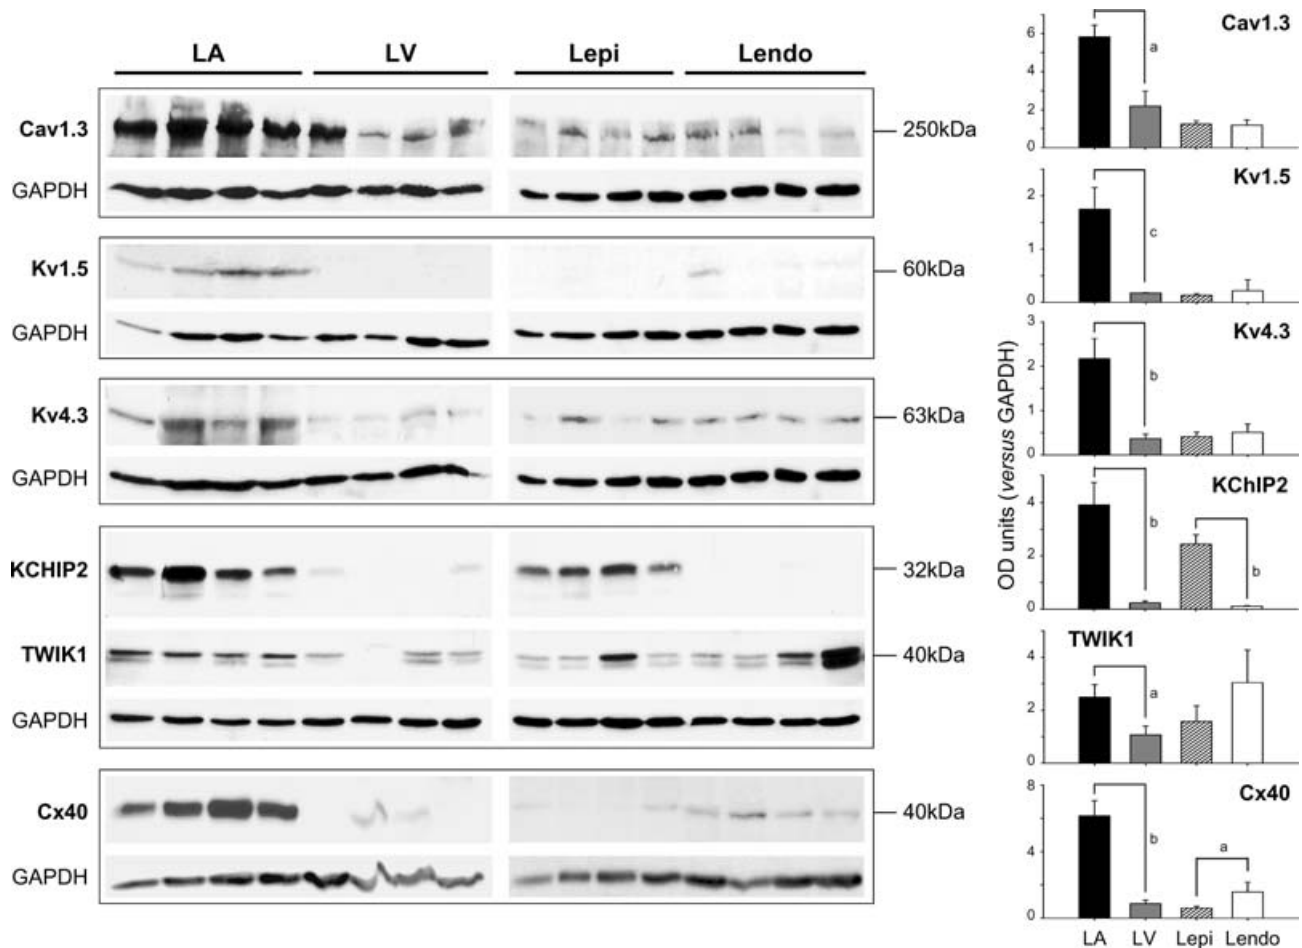 LA LV Lepi Lendo
Cav1.3 250kDa
GAPDH
Kv1.5 60kDa
GAPDH
Kv4.3 63kDa
GAPDH
KCHIP2 32kDa
TWIK1 40kDa
GAPDH
Cx40 40kDa
GAPDH
OD units (versus GAPDH)
Cav1.3
6
4
2
0
a
Kv1.5
2
1
0
c
Kv4.3
3
2
1
0
b
KChIP2
4
2
0
b
b
TWIK1
4
2
0
a
Cx40
8
4
0
b
a
LA LV Lepi Lendo